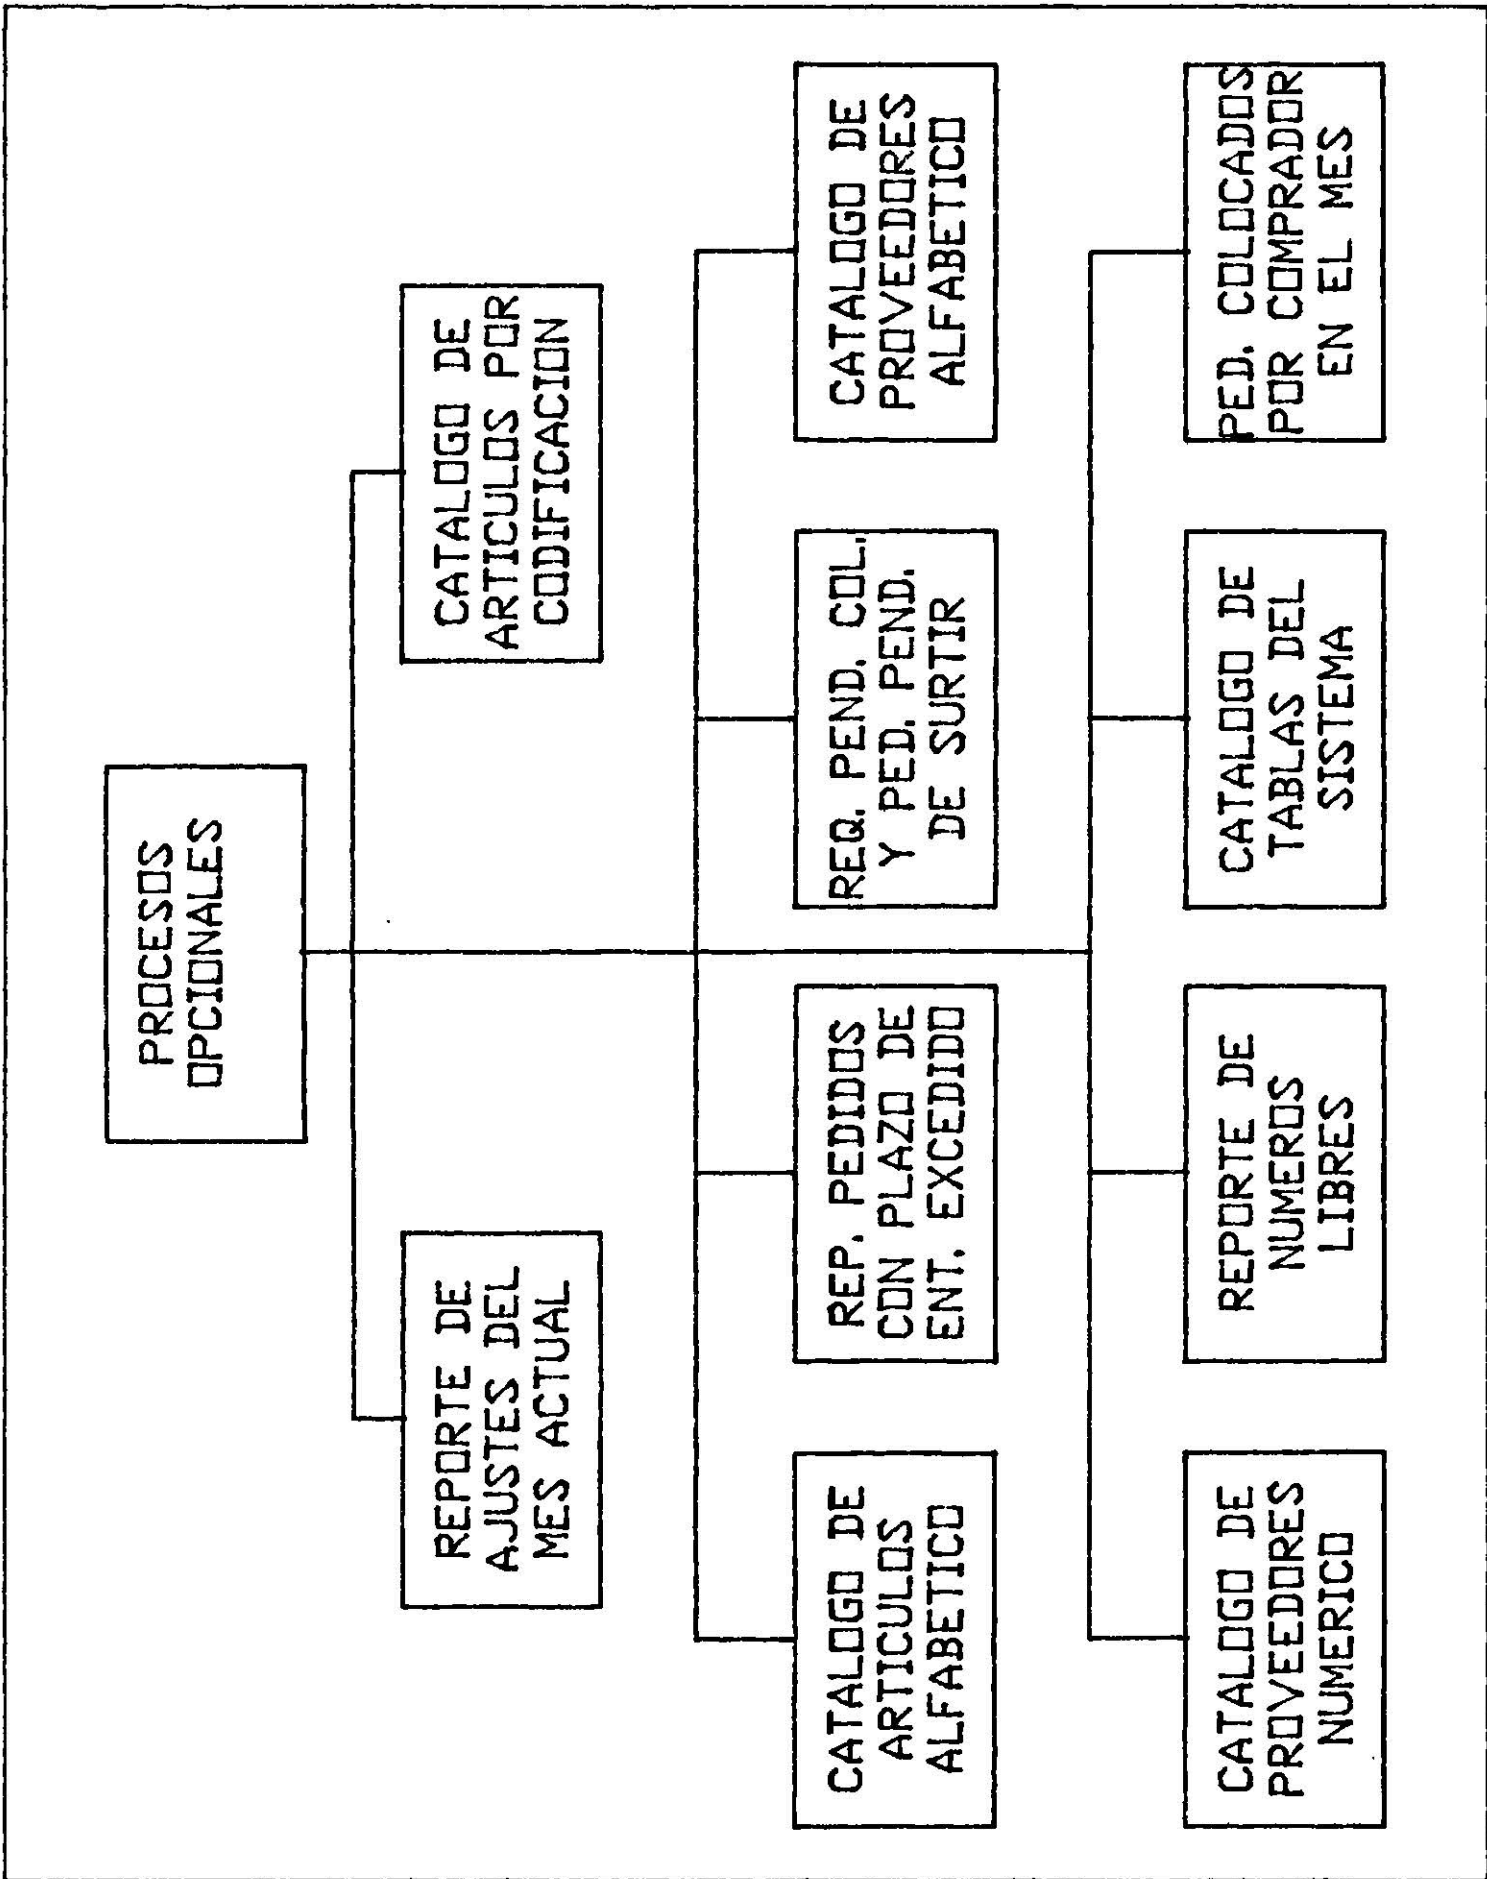 PROCESOS
OPCIONALES
REPORTE DE
AJUSTES DEL
MES ACTUAL
CATALOGO DE
ARTICULOS POR
CODIFICACION
CATALOGO DE
ARTICULOS
ALFABETICO
REP. PEDIDOS
CON PLAZO DE
ENT. EXCEDIDO
REQ. PEND. COL.
Y PED. PEND.
DE SURTIR
CATALOGO DE
PROVEEDORES
ALFABETICO
CATALOGO DE
PROVEEDORES
NUMERICO
REPORTE DE
NUMEROS
LIBRES
CATALOGO DE
TABLAS DEL
SISTEMA
PED. COLOCADOS
POR COMPRADOR
EN EL MES